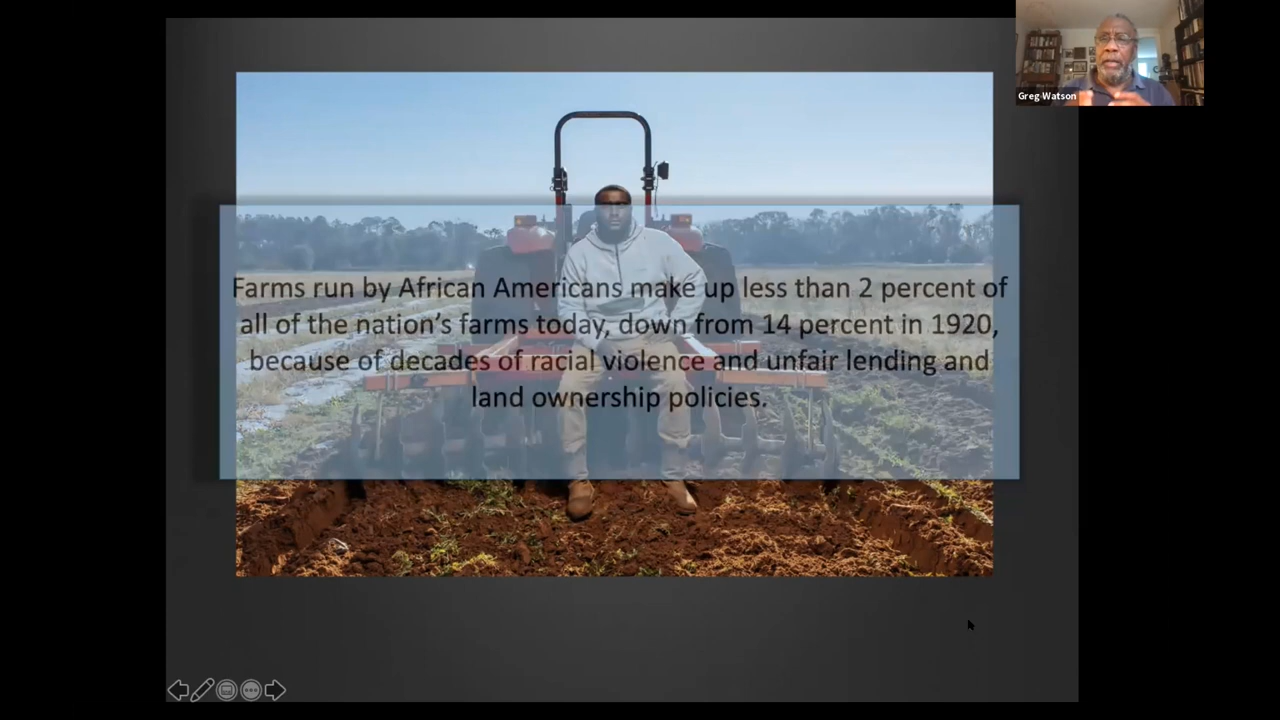 Greg Watson
Farms run by African Americans make up less than 2 percent of
all of the nation’s farms today, down from 14 percent in 1920,
because of decades of racial violence and unfair lending and
land ownership policies.